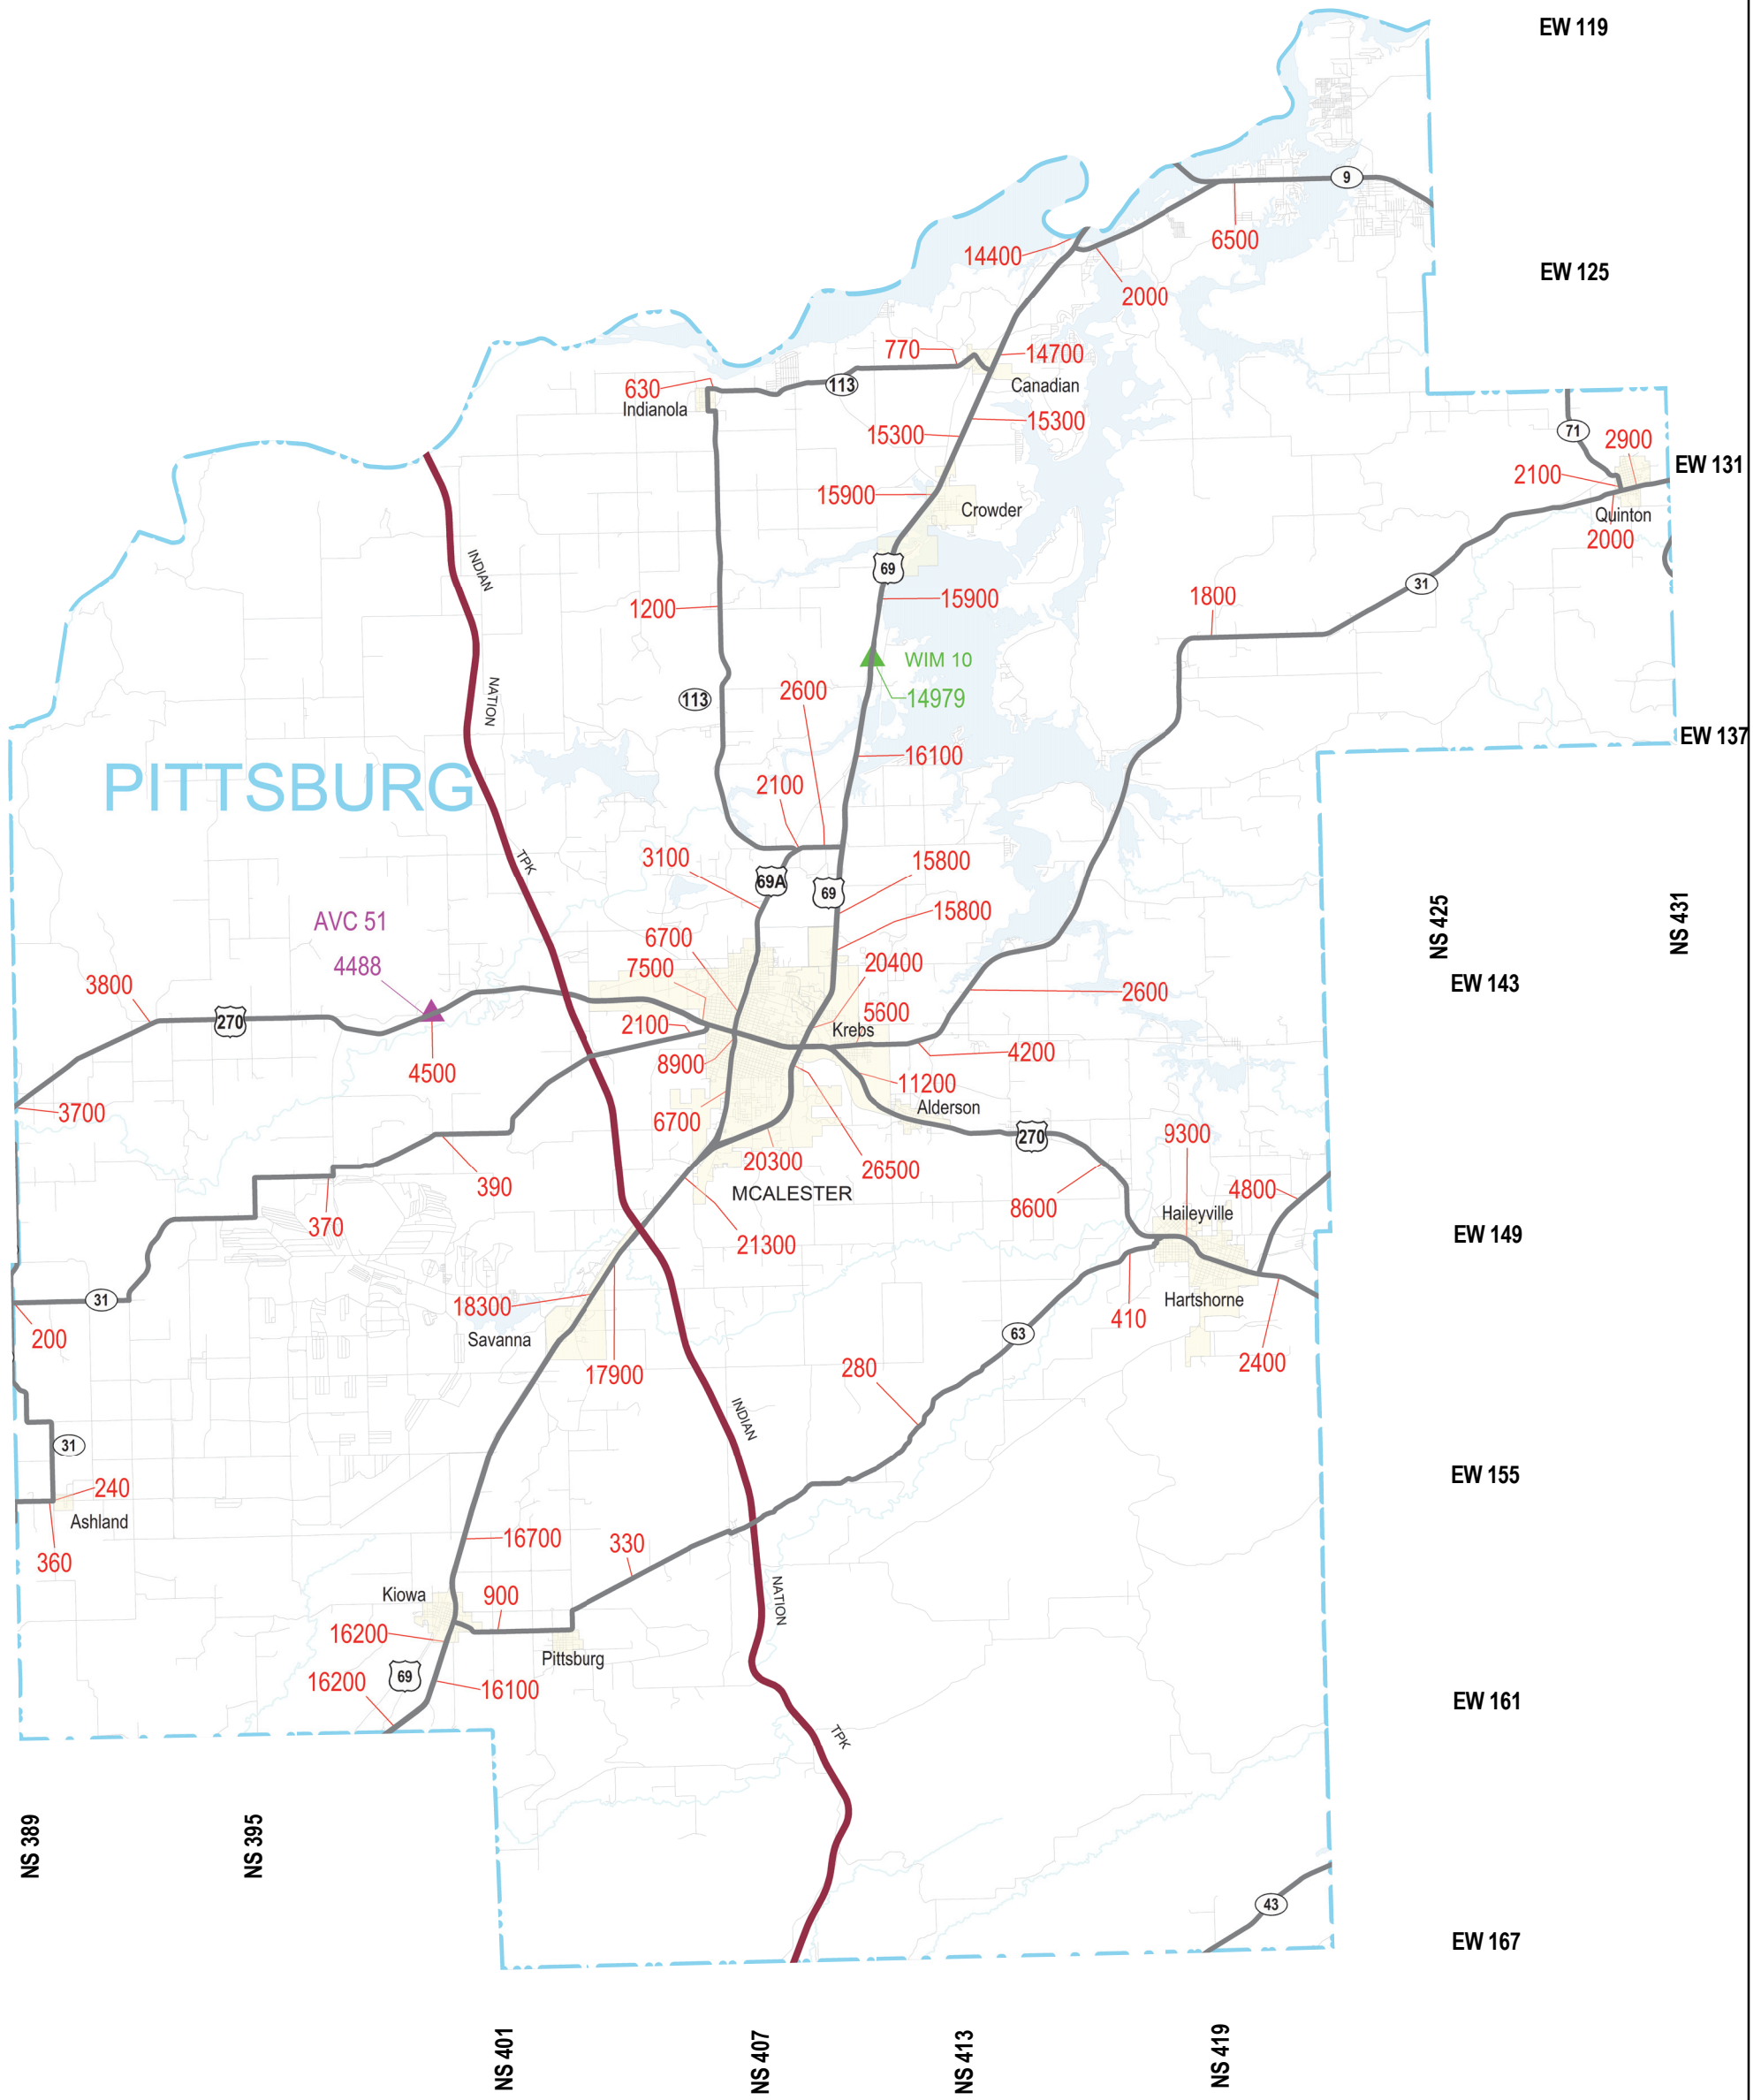 EW 119
9
6500
14400
EW 125
2000
770
14700
630
113
Canadian
Indianola
15300
15300
71
2900
EW 131
2100
15900
Crowder
Quinton
2000
INDIAN
69
31
1200
15900
1800
WIM 10
NATION
113
2600
14979
EW 137
16100
PITTSBURG
2100
TPK
3100
15800
69A
69
15800
AVC 51
NS 425
NS 431
6700
4488
7500
20400
3800
EW 143
2600
270
2100
5600
Krebs
8900
4200
4500
11200
3700
6700
Alderson
270
9300
20300
26500
390
MCALESTER
4800
8600
370
Haileyville
21300
EW 149
31
18300
Hartshorne
200
Savanna
63
410
17900
280
2400
INDIAN
31
EW 155
240
Ashland
16700
330
360
Kiowa
900
NATION
16200
Pittsburg
69
16200
16100
EW 161
TPK
NS 389
NS 395
43
EW 167
NS 401
NS 407
NS 413
NS 419